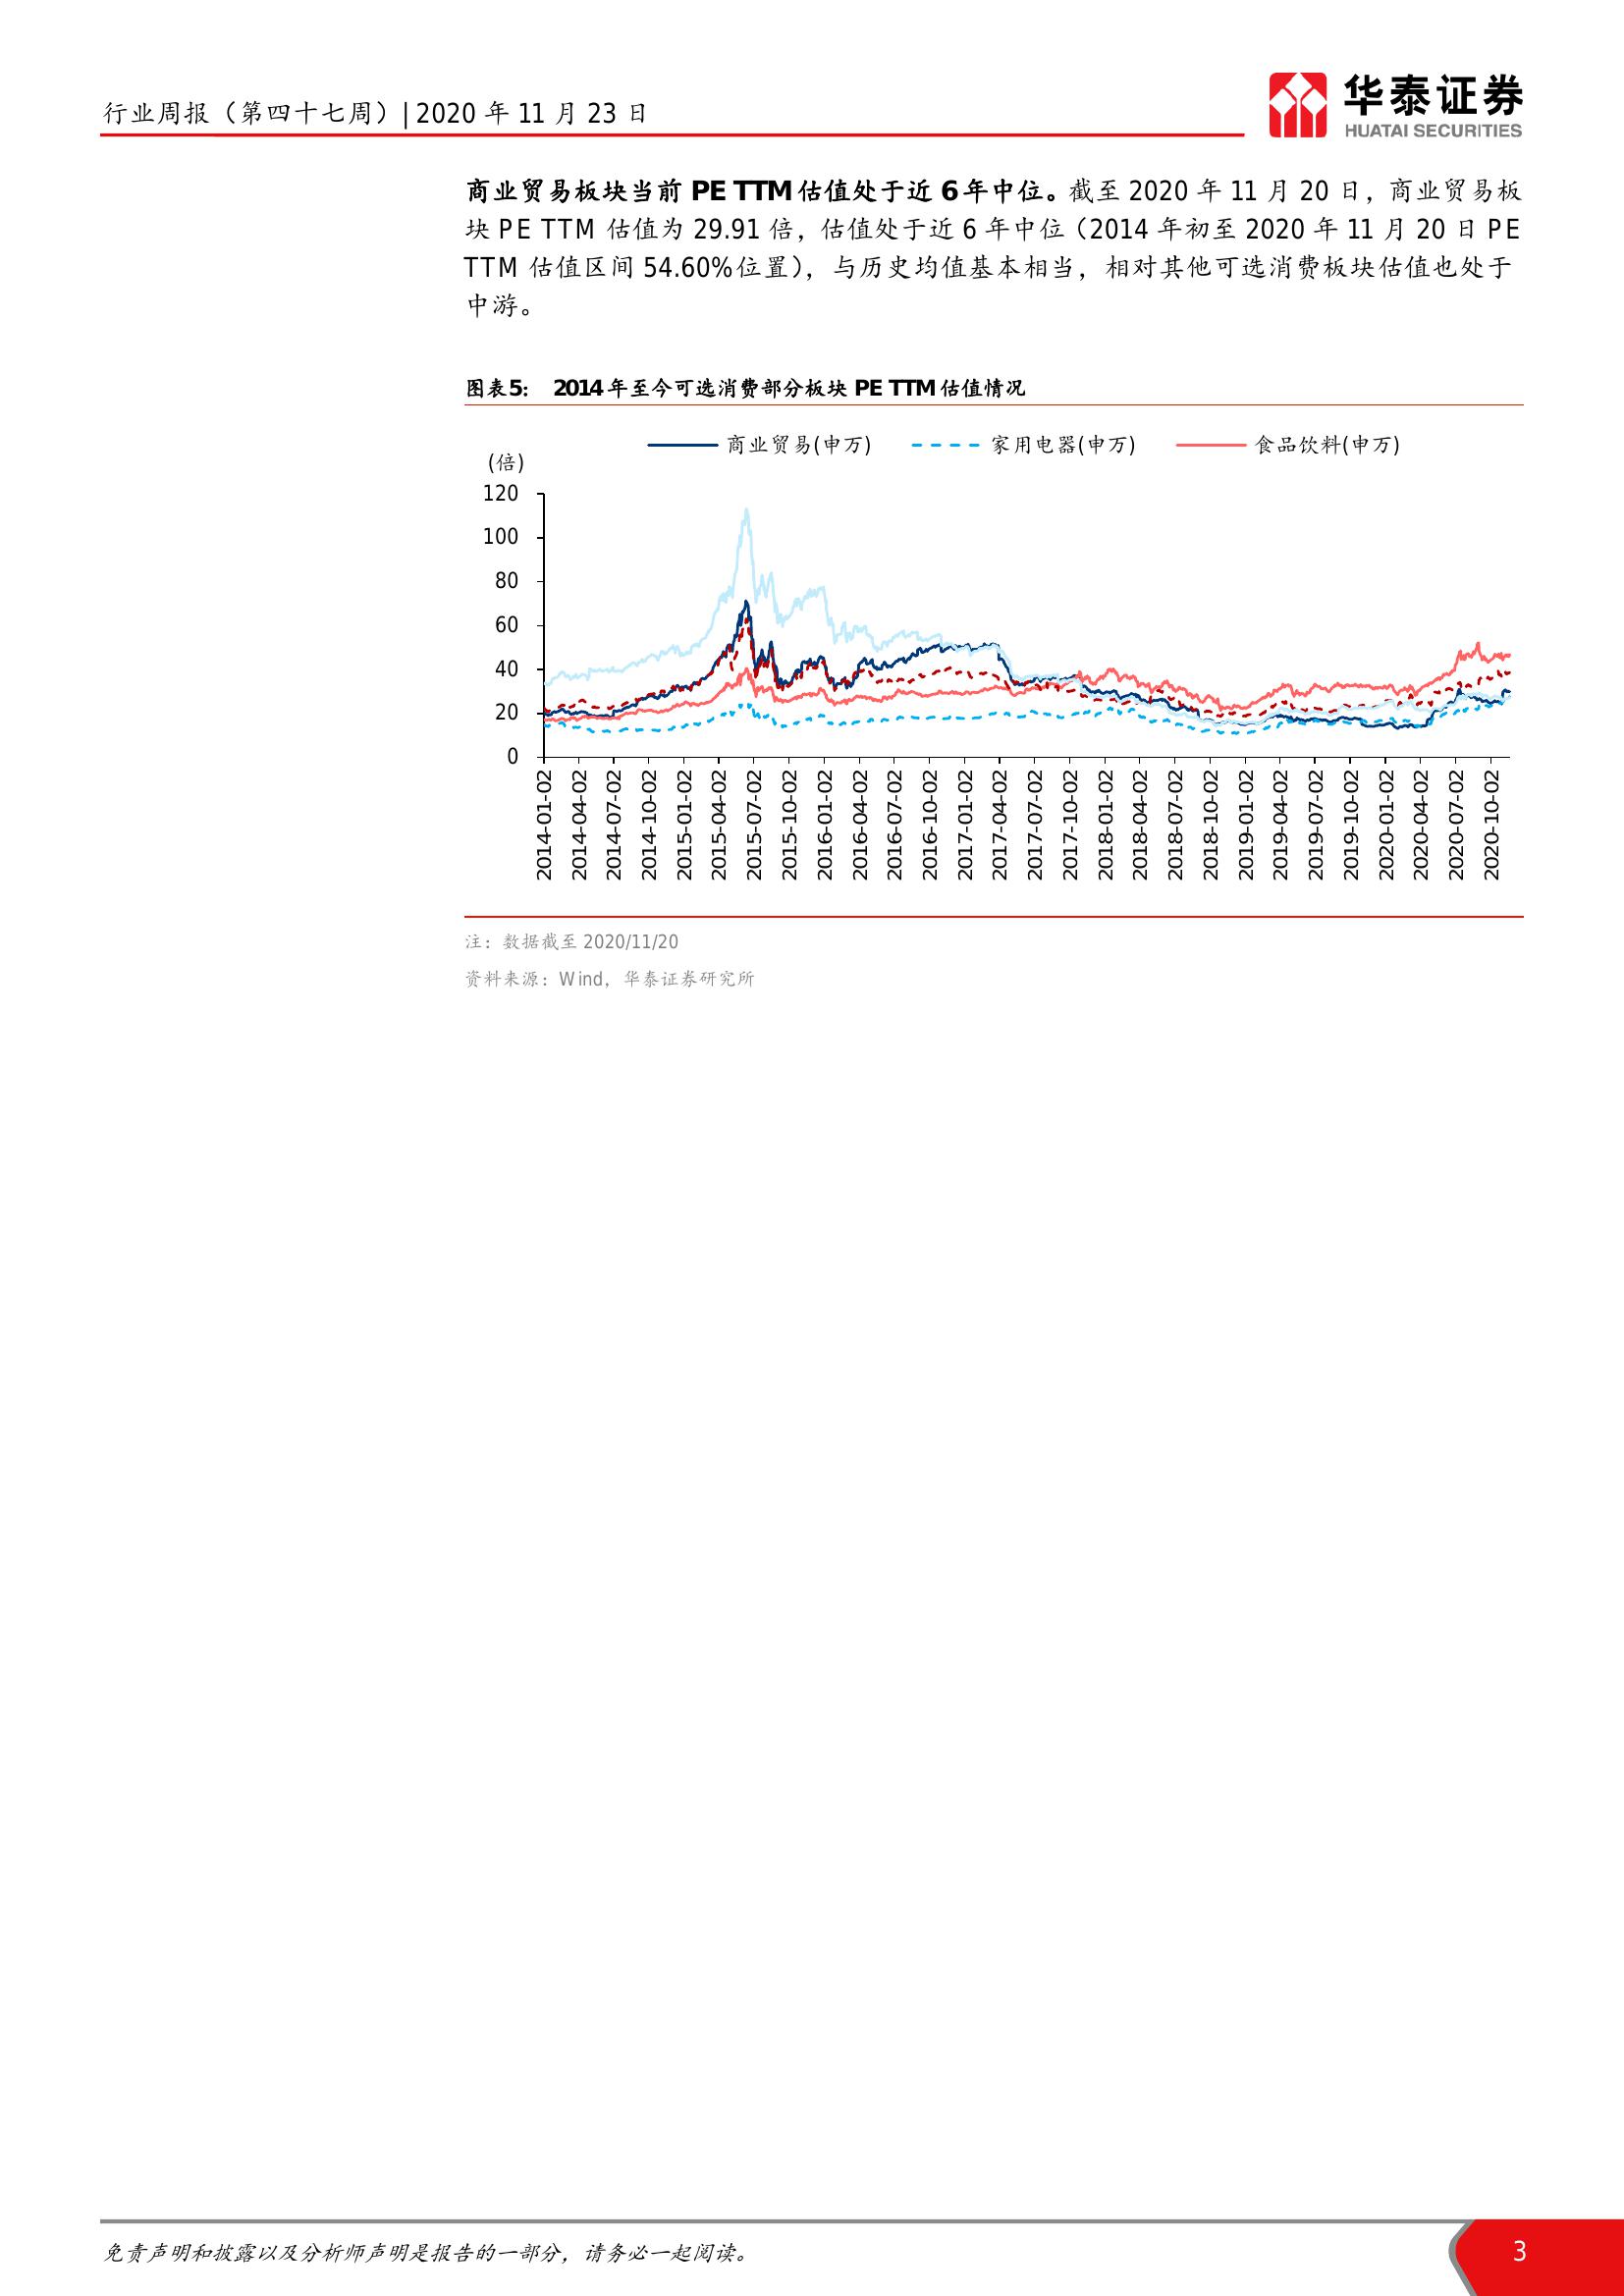 行业周报（第四十七周）| 2020 年 11 月 23 日
华泰证券
HUATAI SECURITIES
商业贸易板块当前 PE TTM 估值处于近 6 年中位。截至 2020 年 11 月 20 日，商业贸易板
块 PE TTM 估值为 29.91 倍，估值处于近 6 年中位（2014 年初至 2020 年 11 月 20 日 PE
TTM 估值区间 54.60%位置），与历史均值基本相当，相对其他可选消费板块估值也处于
中游。
图表5： 2014 年至今可选消费部分板块 PE TTM 估值情况
商业贸易(申万) 家用电器(申万) 食品饮料(申万)
(倍)
120
100
80
60
40
20
0
2014-01-02
2014-04-02
2014-07-02
2014-10-02
2015-01-02
2015-04-02
2015-07-02
2015-10-02
2016-01-02
2016-04-02
2016-07-02
2016-10-02
2017-01-02
2017-04-02
2017-07-02
2017-10-02
2018-01-02
2018-04-02
2018-07-02
2018-10-02
2019-01-02
2019-04-02
2019-07-02
2019-10-02
2020-01-02
2020-04-02
2020-07-02
2020-10-02
注：数据截至 2020/11/20
资料来源：Wind，华泰证券研究所
免责声明和披露以及分析师声明是报告的一部分，请务必一起阅读。
3